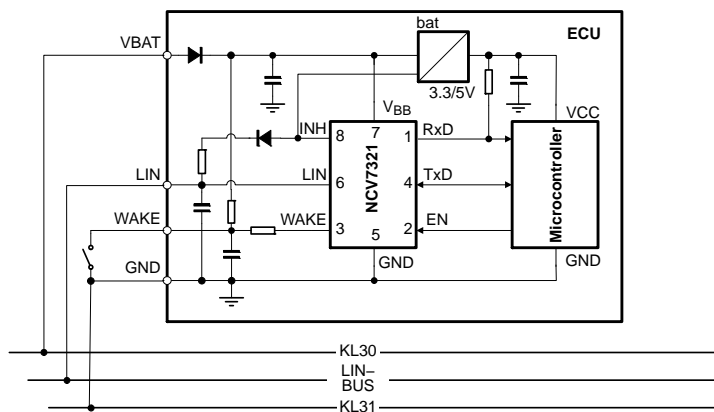 bat
ECU
VBAT
3.3/5V
VBB
VCC
INH
8
7
1
RxD
LIN
LIN
6
NCV7321
4
TxD
Microcontroller
WAKE
WAKE
3
5
2
EN
GND
GND
GND
KL30
LIN–
BUS
KL31